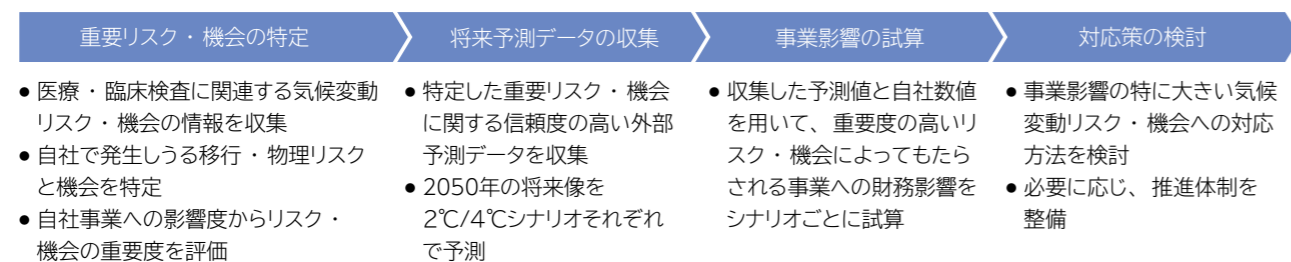 重要リスク・機会の特定
● 医療・臨床検査に関連する気候変動
リスク・機会の情報を収集
● 自社で発生しうる移行・物理リスク
と機会を特定
● 自社事業への影響度からリスク・
機会の重要度を評価
将来予測データの収集
● 特定した重要リスク・機会
に関する信頼度の高い外部
予測データを収集
● 2050年の将来像を
2℃/4℃シナリオそれぞれ
で予測
事業影響の試算
● 収集した予測値と自社数値
を用いて、重要度の高いリ
スク・機会によってもたら
される事業への財務影響を
シナリオごとに試算
対応策の検討
● 事業影響の特に大きい気候
変動リスク・機会への対応
方法を検討
● 必要に応じ、推進体制を
整備